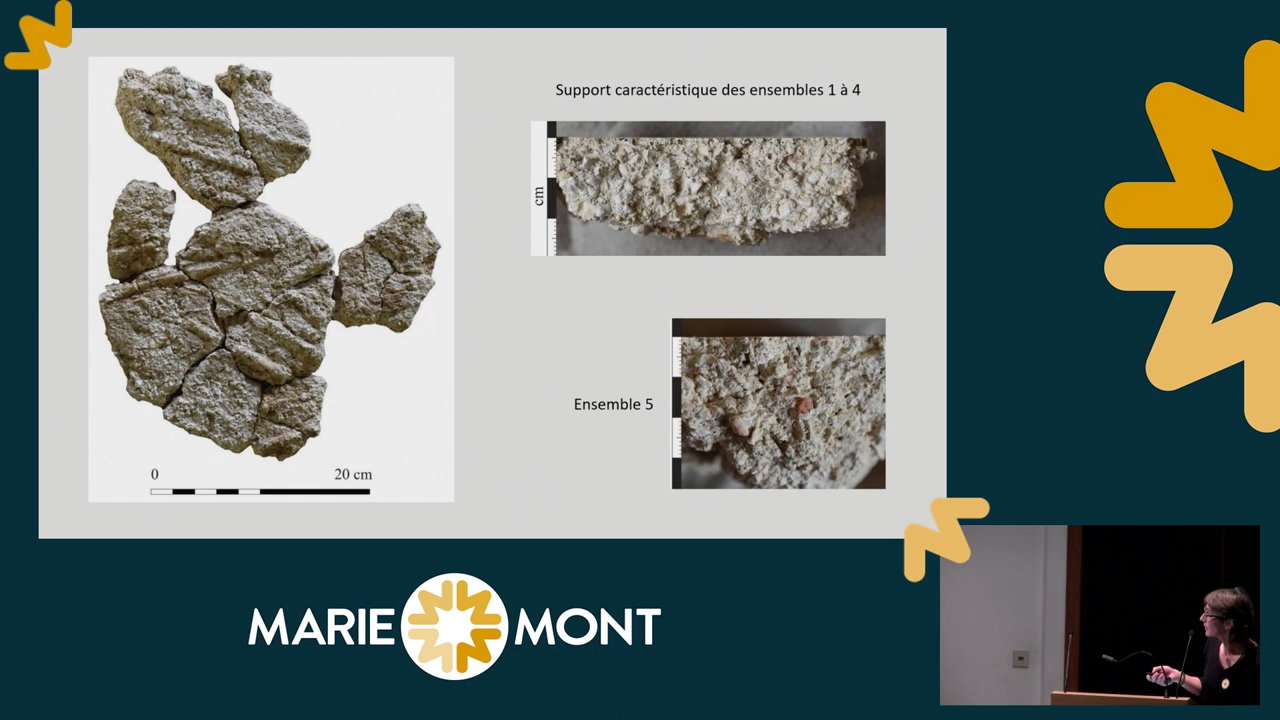 Support caractéristique des ensembles 1 à 4
cm
Ensemble 5
0 20 cm
MARIE MONT